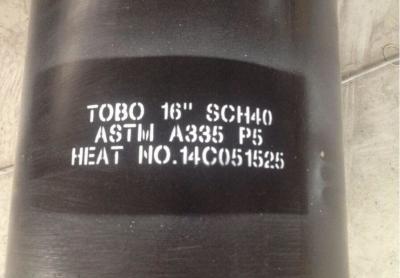 TOBO 16" SCH40
ASTM A335 P5
HEAT NO.14C051525